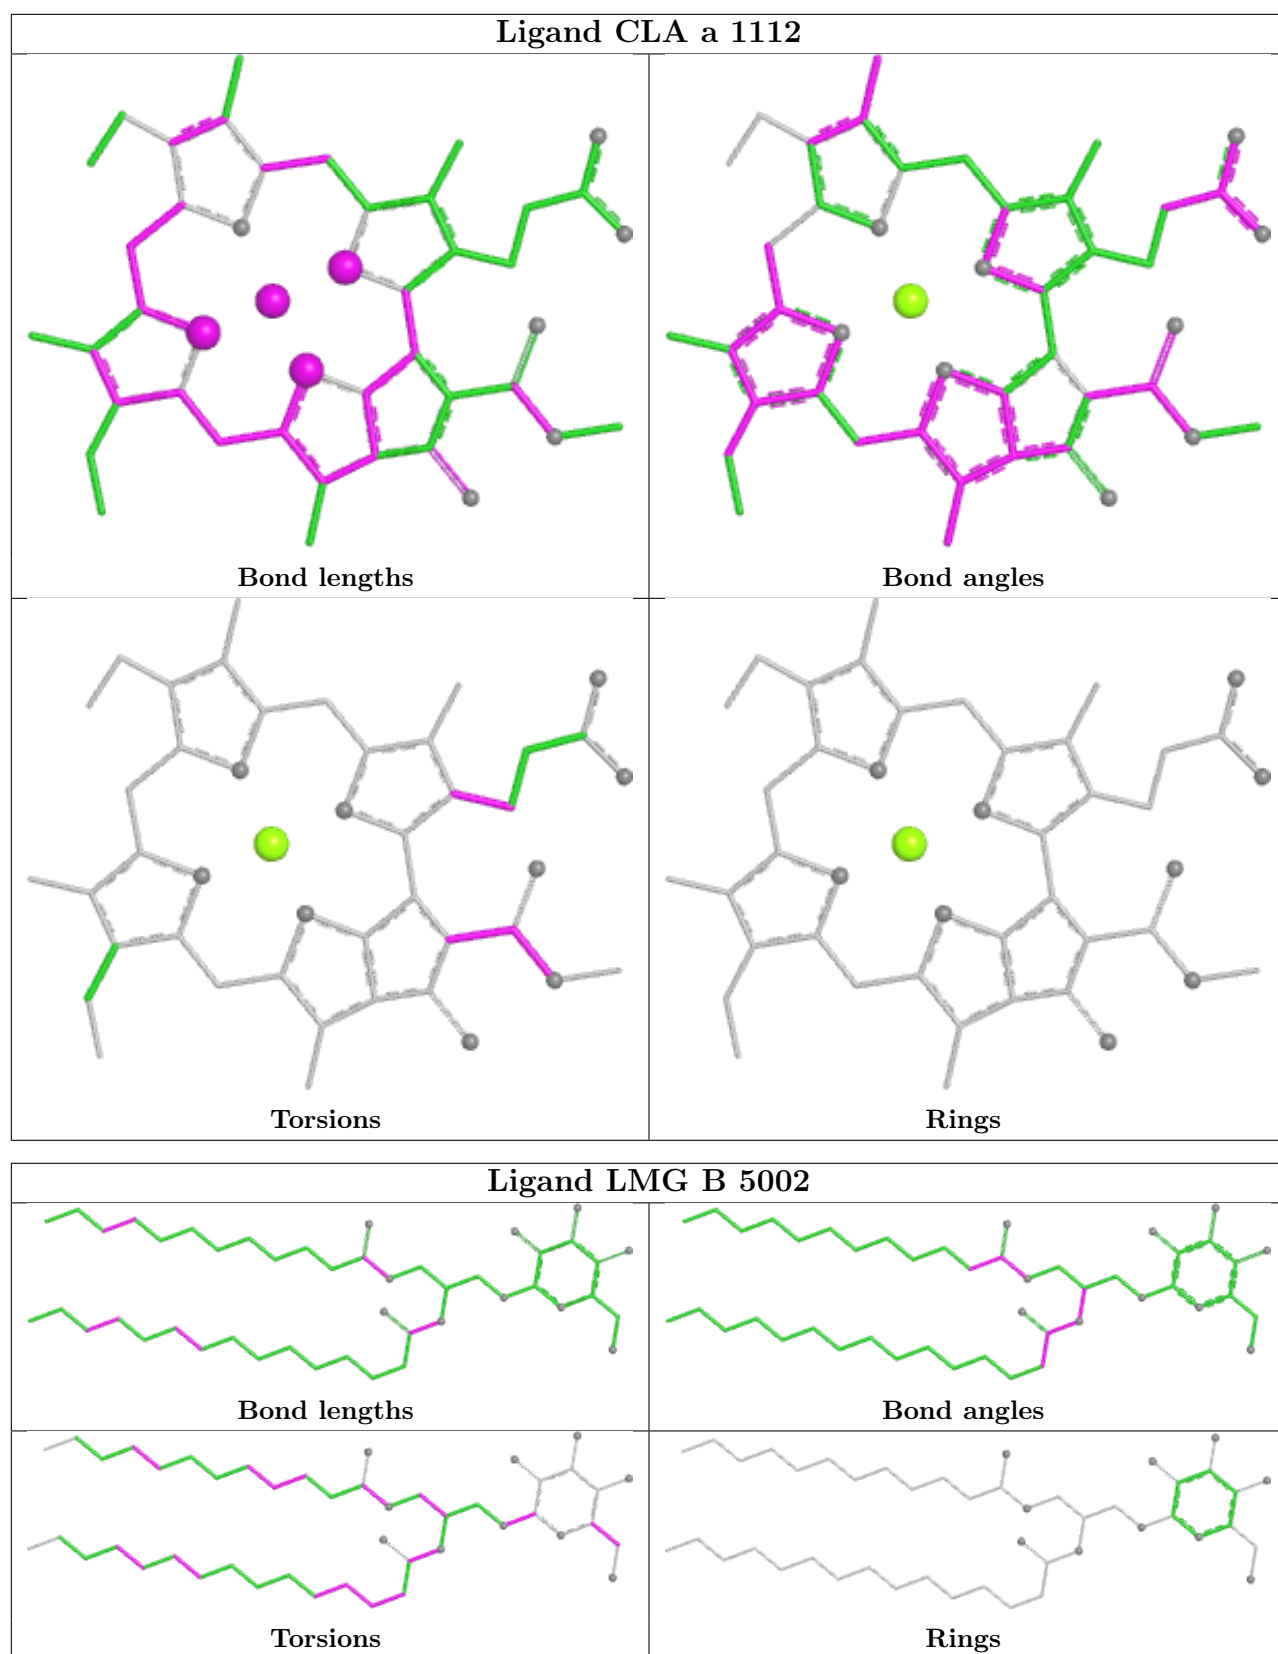 Ligand CLA a 1112
Bond lengths
Bond angles
Torsions
Rings
Ligand LMG B 5002
Bond lengths
Bond angles
Torsions
Rings